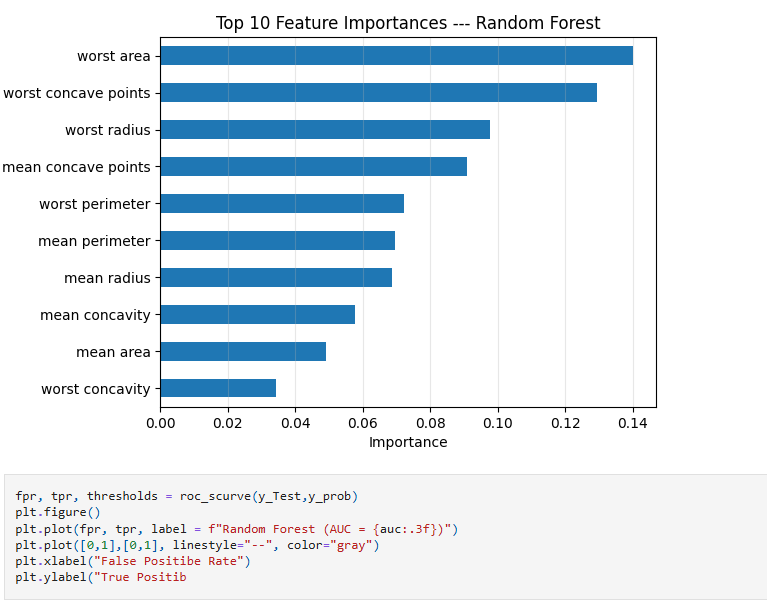 Top 10 Feature Importances --- Random Forest
worst area
worst concave points
worst radius
mean concave points
worst perimeter
mean perimeter
mean radius
mean concavity
mean area
worst concavity
0.00 0.02 0.04 0.06 0.08 0.10 0.12 0.14
Importance
fpr, tpr, thresholds = roc_scurve(y_Test,y_prob)
plt.figure()
plt.plot(fpr, tpr, label = f"Random Forest (AUC = {auc:.3f})")
plt.plot([0,1],[0,1], linestyle="--", color="gray")
plt.xlabel("False Positibe Rate")
plt.ylabel("True Positib